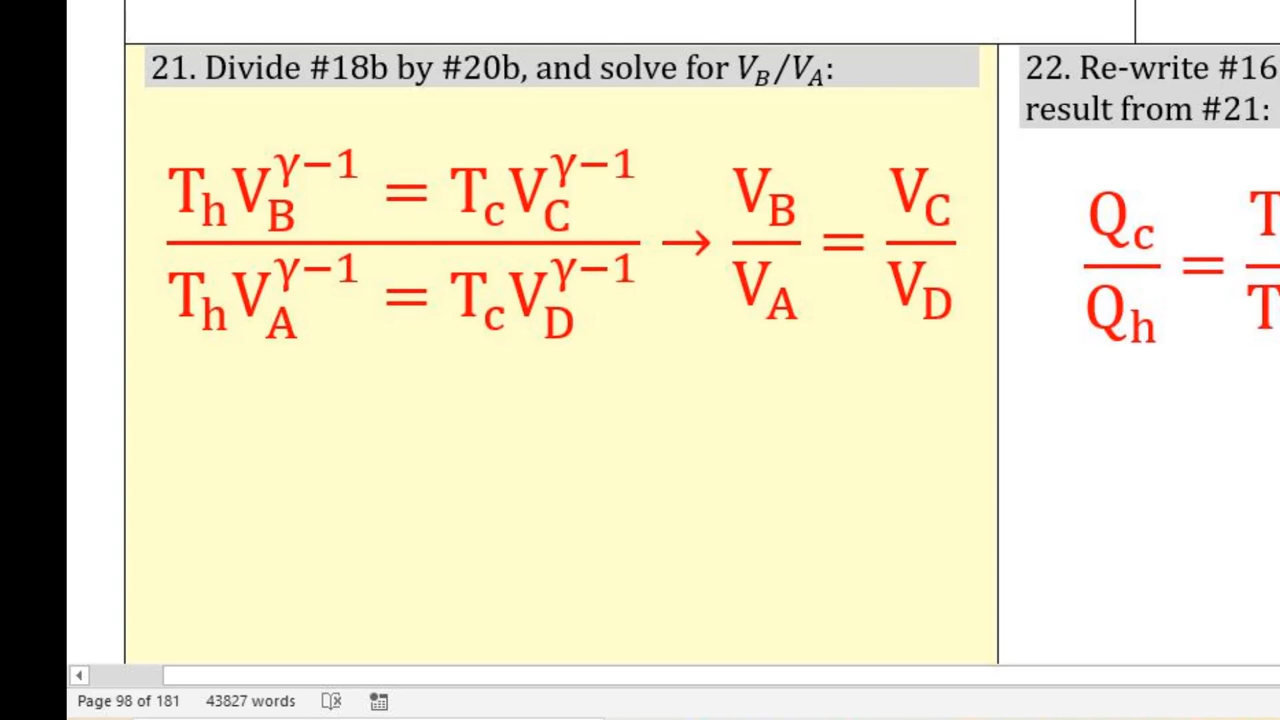 21. Divide #18b by #20b, and solve for V_B/V_A:
T_h V_B^{γ−1} = T_c V_C^{γ−1}
T_h V_A^{γ−1} = T_c V_D^{γ−1}
→ V_B/V_A = V_C/V_D
22. Re-write #16
result from #21:
Q_c/Q_h = T/T
Page 98 of 181 43827 words